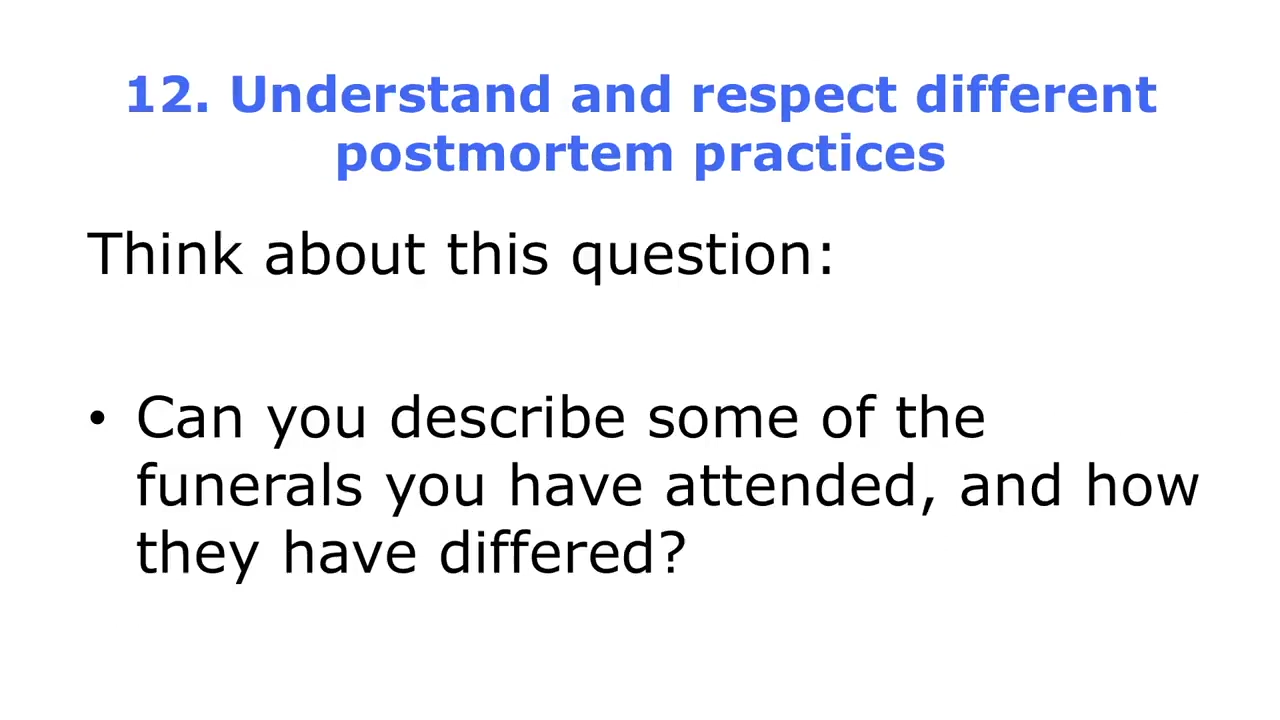 12. Understand and respect different
postmortem practices
Think about this question:
• Can you describe some of the
funerals you have attended, and how
they have differed?